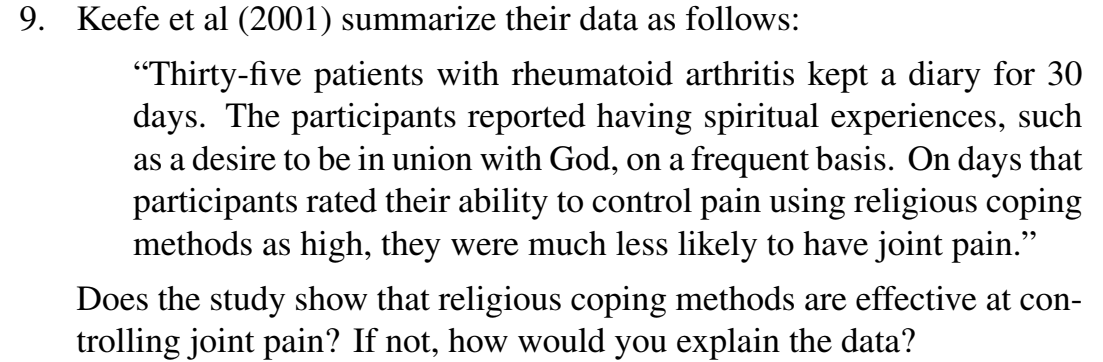 9. Keefe et al (2001) summarize their data as follows:
“Thirty-five patients with rheumatoid arthritis kept a diary for 30
days. The participants reported having spiritual experiences, such
as a desire to be in union with God, on a frequent basis. On days that
participants rated their ability to control pain using religious coping
methods as high, they were much less likely to have joint pain.”
Does the study show that religious coping methods are effective at con-
trolling joint pain? If not, how would you explain the data?